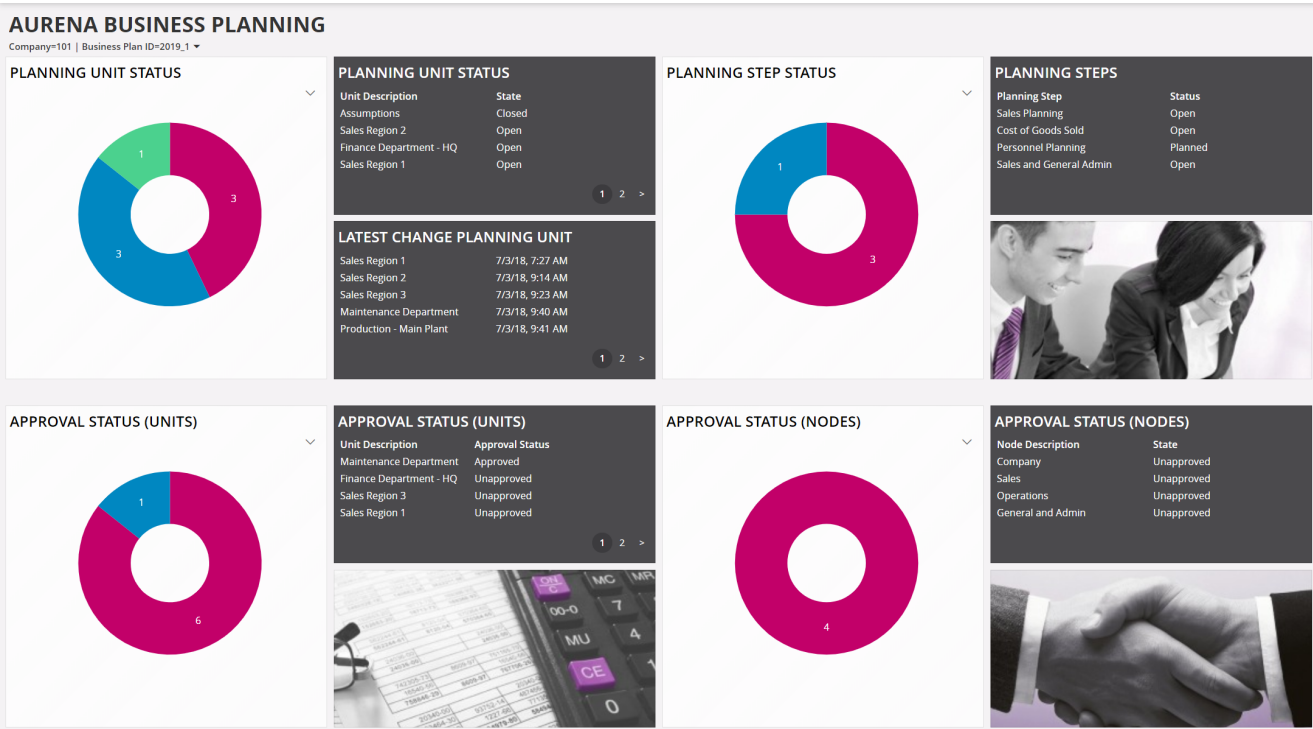 AURENA BUSINESS PLANNING
Company=101 | Business Plan ID=2019_1
PLANNING UNIT STATUS
1
3
3
PLANNING UNIT STATUS
Unit Description State
Assumptions Closed
Sales Region 2 Open
Finance Department - HQ Open
Sales Region 1 Open
1 2 >
LATEST CHANGE PLANNING UNIT
Sales Region 1 7/3/18, 7:27 AM
Sales Region 2 7/3/18, 9:14 AM
Sales Region 3 7/3/18, 9:23 AM
Maintenance Department 7/3/18, 9:40 AM
Production - Main Plant 7/3/18, 9:41 AM
1 2 >
PLANNING STEP STATUS
1
3
PLANNING STEPS
Planning Step Status
Sales Planning Open
Cost of Goods Sold Open
Personnel Planning Planned
Sales and General Admin Open
APPROVAL STATUS (UNITS)
1
6
APPROVAL STATUS (UNITS)
Unit Description Approval Status
Maintenance Department Approved
Finance Department - HQ Unapproved
Sales Region 3 Unapproved
Sales Region 1 Unapproved
1 2 >
ON/C MC MR
00-0 7
MU 4
CE 1
0
APPROVAL STATUS (NODES)
4
APPROVAL STATUS (NODES)
Node Description State
Company Unapproved
Sales Unapproved
Operations Unapproved
General and Admin Unapproved